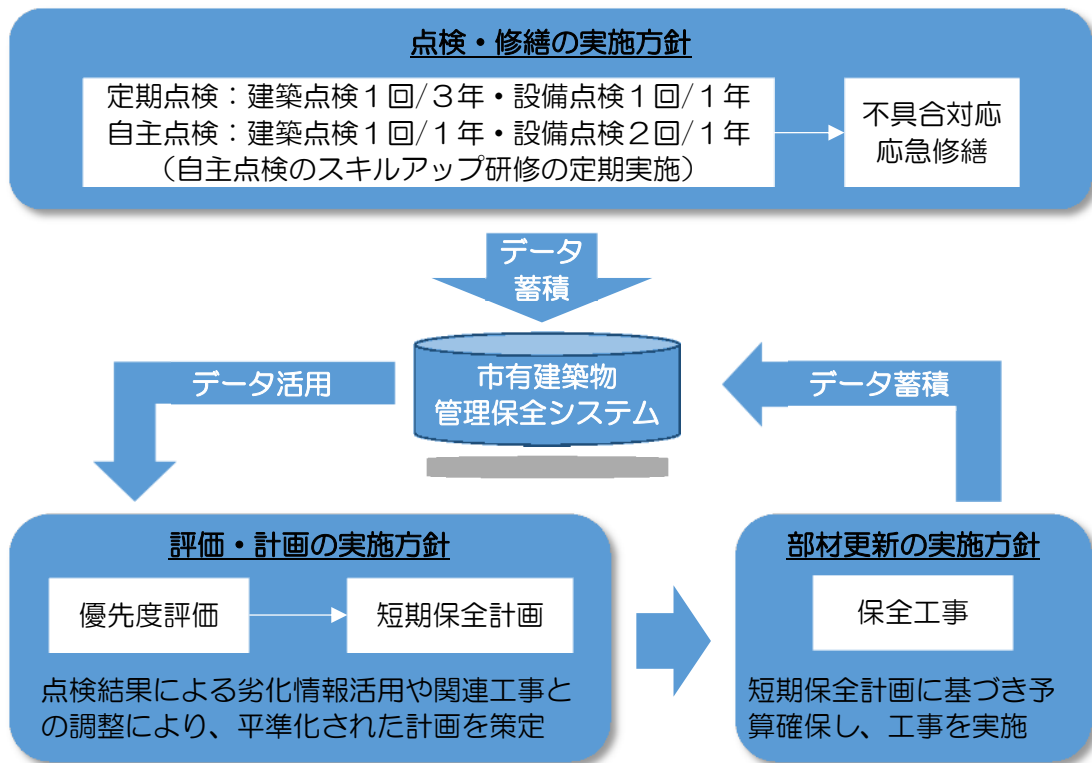 点検・修繕の実施方針
定期点検：建築点検１回/３年・設備点検１回/１年
自主点検：建築点検１回/１年・設備点検２回/１年
（自主点検のスキルアップ研修の定期実施）
不具合対応
応急修繕
データ
蓄積
データ活用
市有建築物
管理保全システム
データ蓄積
評価・計画の実施方針
優先度評価
短期保全計画
点検結果による劣化情報活用や関連工事と
の調整により、平準化された計画を策定
部材更新の実施方針
保全工事
短期保全計画に基づき予
算確保し、工事を実施